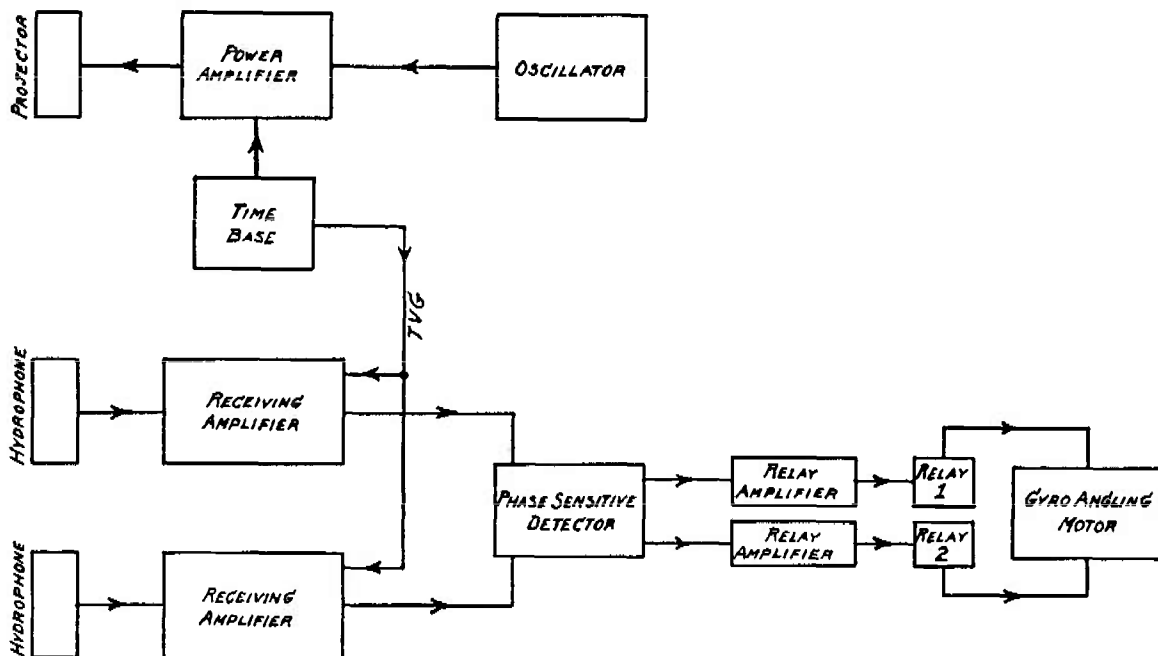 PROJECTOR
POWER
AMPLIFIER
OSCILLATOR
TIME
BASE
TVG
HYDROPHONE
RECEIVING
AMPLIFIER
PHASE SENSITIVE
DETECTOR
RELAY
AMPLIFIER
RELAY
1
GYRO ANGLING
MOTOR
RELAY
AMPLIFIER
RELAY
2
HYDROPHONE
RECEIVING
AMPLIFIER